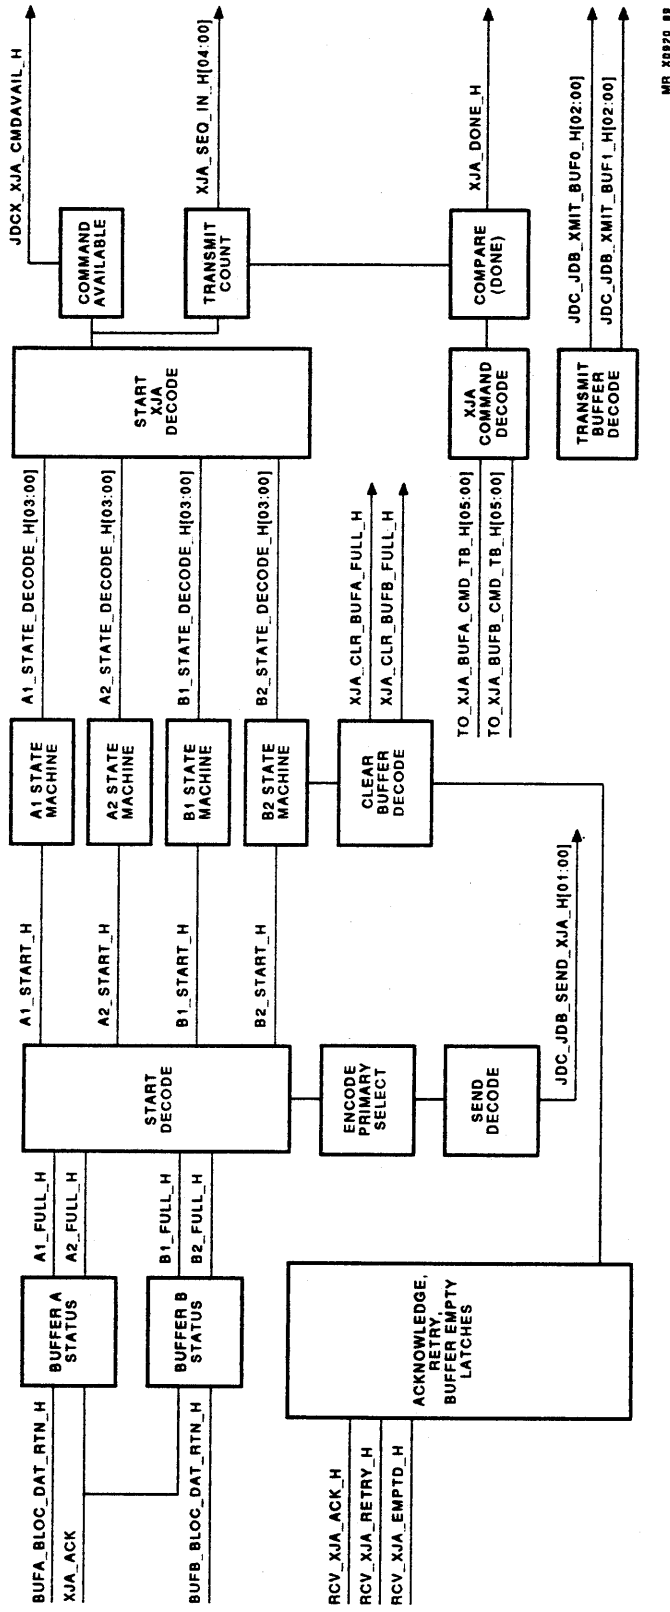 BUFA_BLOC_DAT_RTN_H
XJA_ACK
BUFB_BLOC_DAT_RTN_H
BUFFER A
STATUS
BUFFER B
STATUS
A1_FULL_H
A2_FULL_H
B1_FULL_H
B2_FULL_H
START
DECODE
A1_START_H
A2_START_H
B1_START_H
B2_START_H
A1 STATE
MACHINE
A2 STATE
MACHINE
B1 STATE
MACHINE
B2 STATE
MACHINE
A1_STATE_DECODE_H[03:00]
A2_STATE_DECODE_H[03:00]
B1_STATE_DECODE_H[03:00]
B2_STATE_DECODE_H[03:00]
START
XJA
DECODE
COMMAND
AVAILABLE
JDCX_XJA_CMDAVAIL_H
TRANSMIT
COUNT
XJA_SEQ_IN_H[04:00]
RCV_XJA_ACK_H
RCV_XJA_RETRY_H
RCV_XJA_EMPTD_H
ACKNOWLEDGE,
RETRY,
BUFFER EMPTY
LATCHES
ENCODE
PRIMARY
SELECT
SEND
DECODE
JDC_JDB_SEND_XJA_H[01:00]
CLEAR
BUFFER
DECODE
XJA_CLR_BUFA_FULL_H
XJA_CLR_BUFB_FULL_H
TO_XJA_BUFA_CMD_TB_H[05:00]
TO_XJA_BUFB_CMD_TB_H[05:00]
XJA
COMMAND
DECODE
COMPARE
(DONE)
XJA_DONE_H
TRANSMIT
BUFFER
DECODE
JDC_JDB_XMIT_BUF0_H[02:00]
JDC_JDB_XMIT_BUF1_H[02:00]
MR_X0920_89